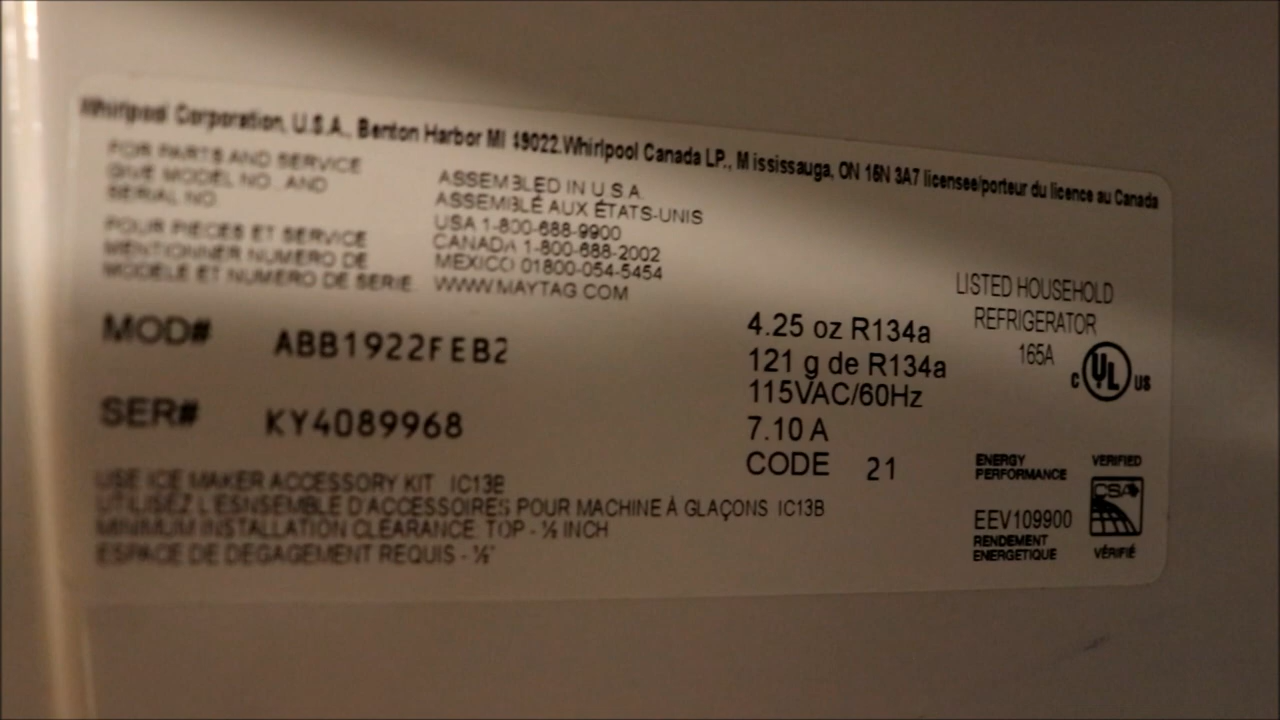 Whirlpool Corporation, U.S.A., Benton Harbor MI 49022.Whirlpool Canada LP., M ississauga, ON 16N 3A7 licensee/porteur du licence au Canada
FOR PARTS AND SERVICE
GIVE MODEL NO. AND
SERIAL NO.
POUR PIECES ET SERVICE
MENTIONNER NUMERO DE
MODELE ET NUMERO DE SERIE.
ASSEMBLED IN U.S.A.
ASSEMBLÉ AUX ÉTATS-UNIS
USA 1-800-688-9900
CANADA 1-800-688-2002
MEXICO 01800-054-5454
WWW.MAYTAG.COM
MOD# ABB1922FEB2
SER# KY4089968
4.25 oz R134a
121 g de R134a
115VAC/60Hz
7.10 A
CODE 21
LISTED HOUSEHOLD
REFRIGERATOR
165A
C UL US
USE ICE MAKER ACCESSORY KIT IC13B
UTILISEZ L'ESNSEMBLE D'ACCESSOIRES POUR MACHINE À GLAÇONS IC13B
MINIMUM INSTALLATION CLEARANCE TOP - ½ INCH
ESPACE DE DEGAGEMENT REQUIS - ½"
ENERGY
PERFORMANCE
VERIFIED
CSA
EEV109900
RENDEMENT
ENERGETIQUE
VÉRIFIÉ